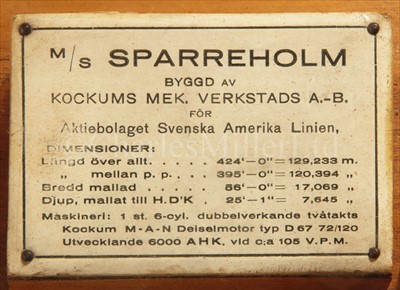 M/S SPARREHOLM
BYGGD AV
KOCKUMS MEK. VERKSTADS A.-B.
FÖR
Aktiebolaget Svenska Amerika Linien,
DIMENSIONER:
Längd över allt. . . . . 424'—0"=129,233 m.
„ mellan p. p. . . . 395'—0"=120,394 „
Bredd mallad . . . . . 56'—0"= 17,069 „
Djup, mallat till H.D'K . 25'—1"= 7,645 „
Maskineri: 1 st. 6-cyl. dubbelverkande tvåtakts
Kockum M-A-N Deiselmotor typ D 67 72/120
Utvecklande 6000 AHK. vid c:a 105 V.P.M.